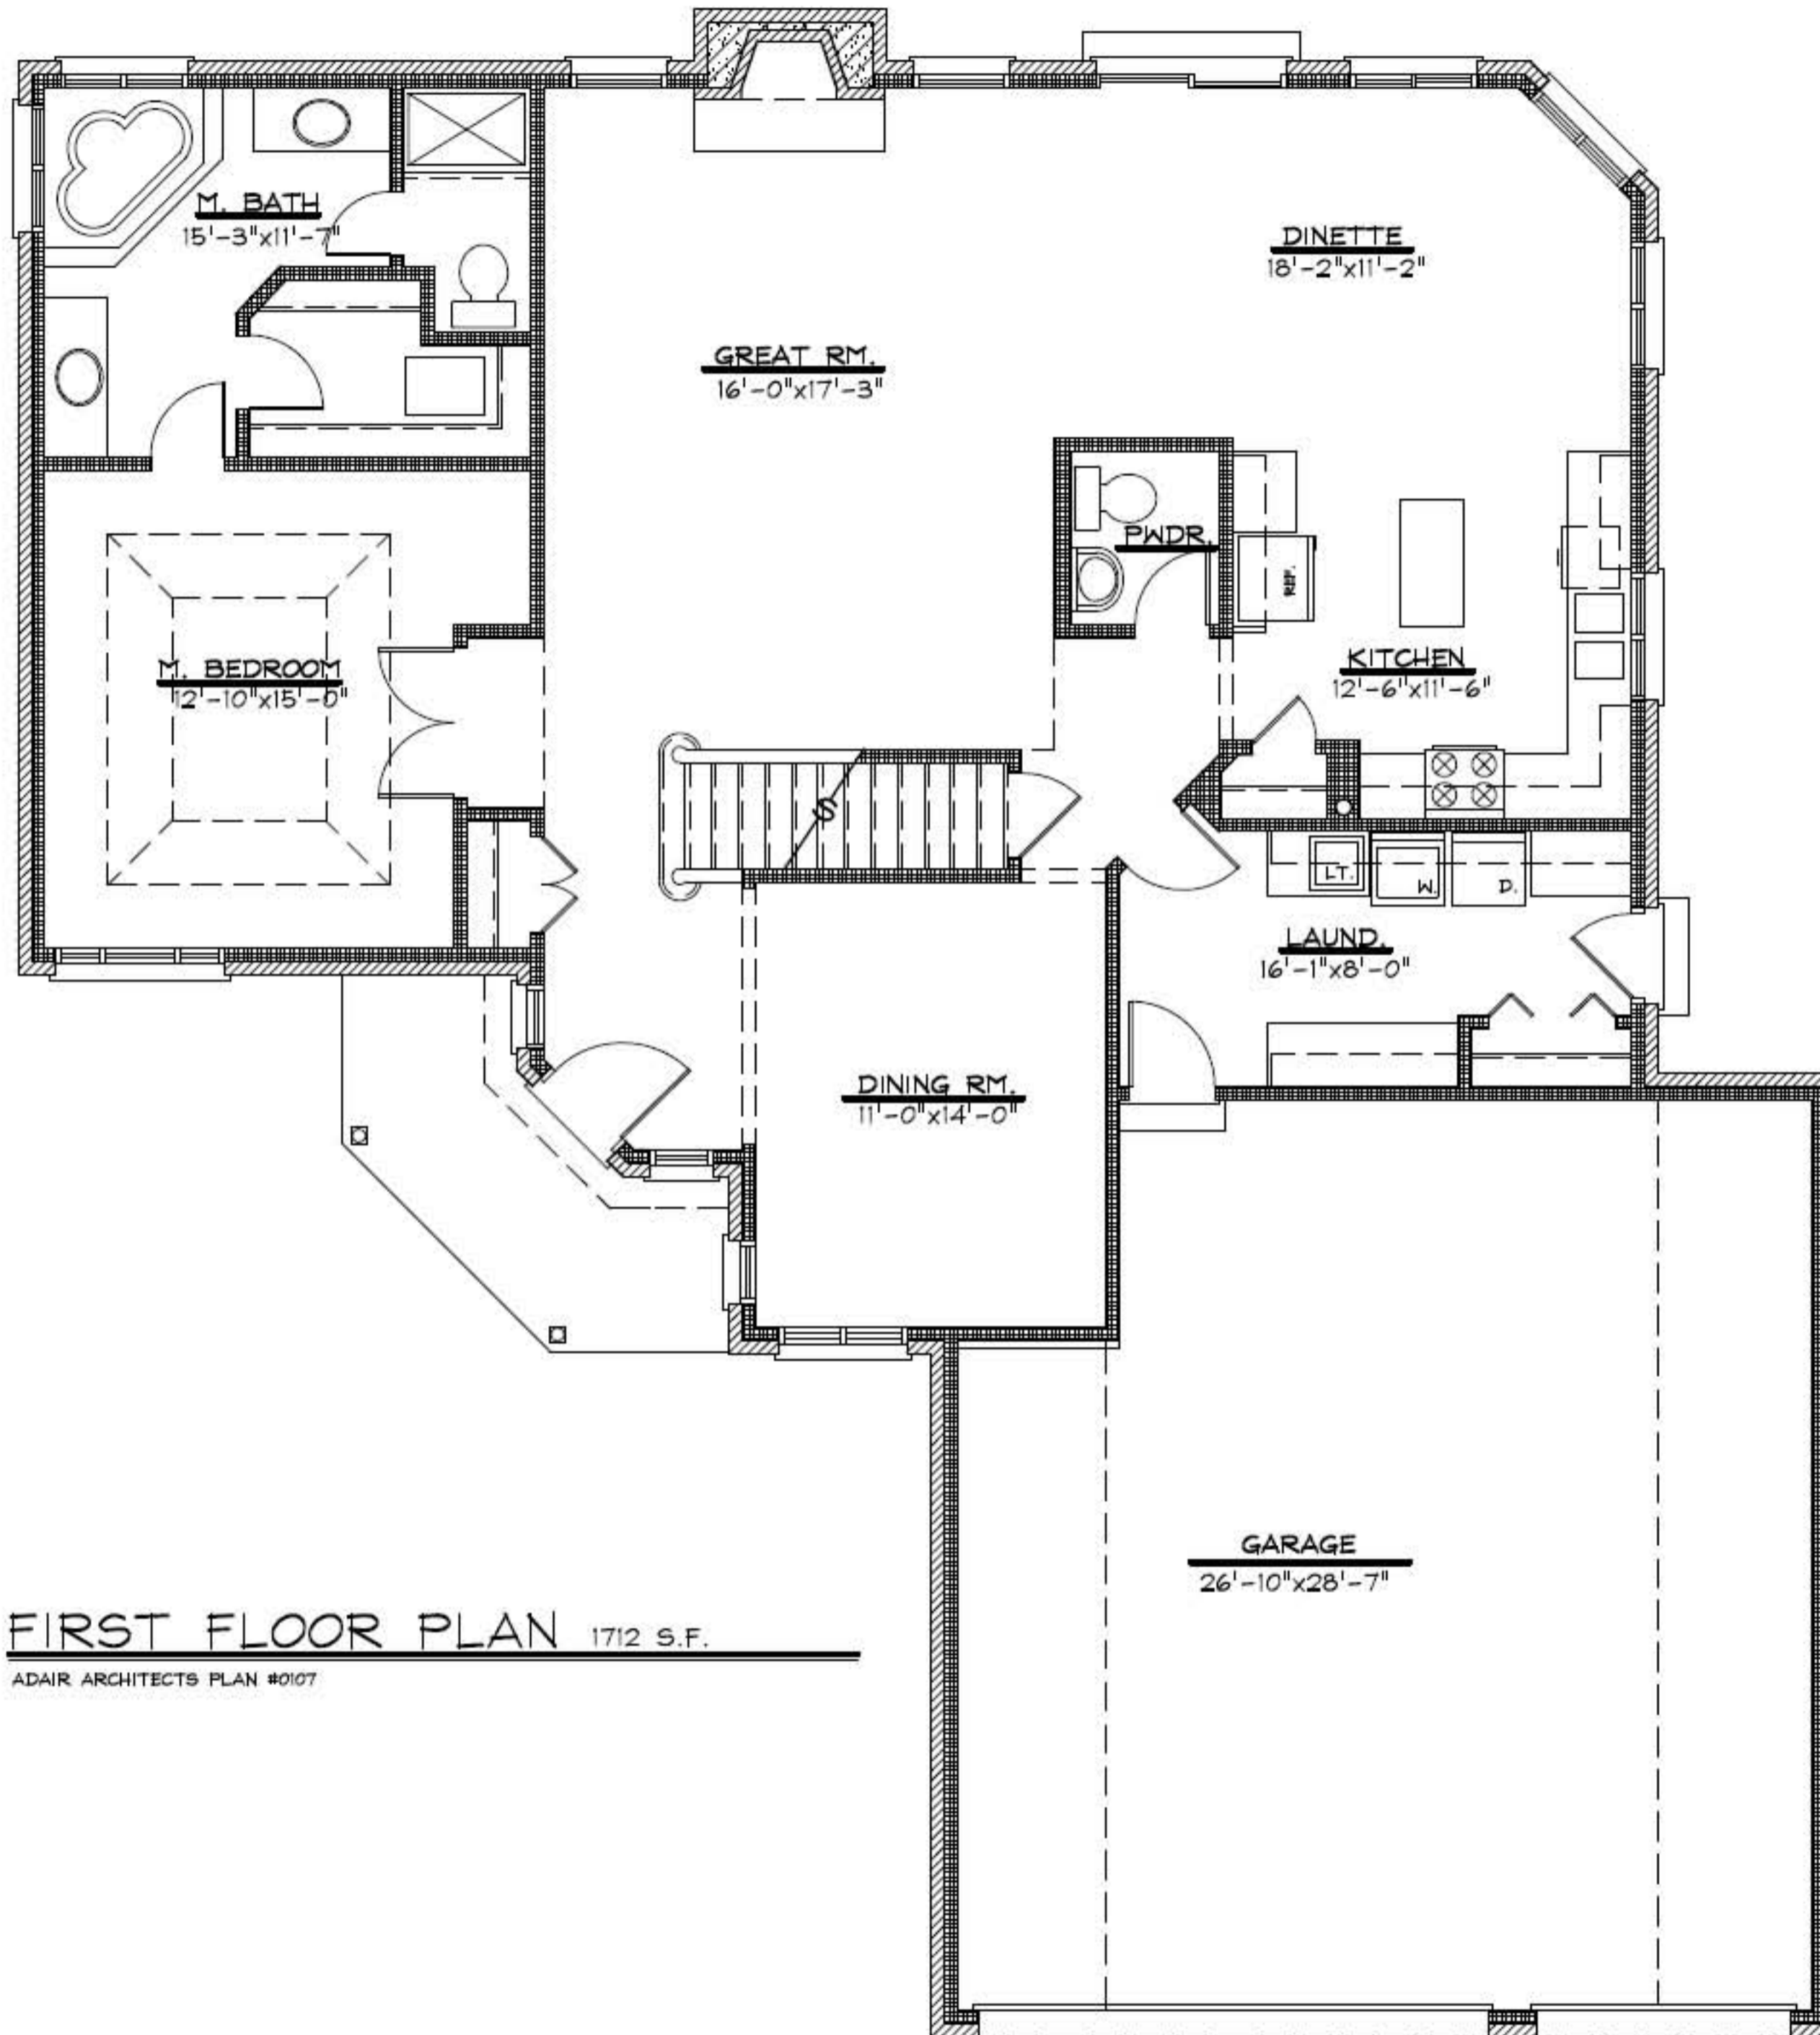 M. BATH
15'-3"x11'-7"
DINETTE
18'-2"x11'-2"
GREAT RM.
16'-0"x17'-3"
PWDR.
REF.
M. BEDROOM
12'-10"x15'-0"
KITCHEN
12'-6"x11'-6"
S
LT.
W.
D.
LAUND.
16'-1"x8'-0"
DINING RM.
11'-0"x14'-0"
GARAGE
26'-10"x28'-7"
FIRST FLOOR PLAN 1712 S.F.
ADAIR ARCHITECTS PLAN #0107